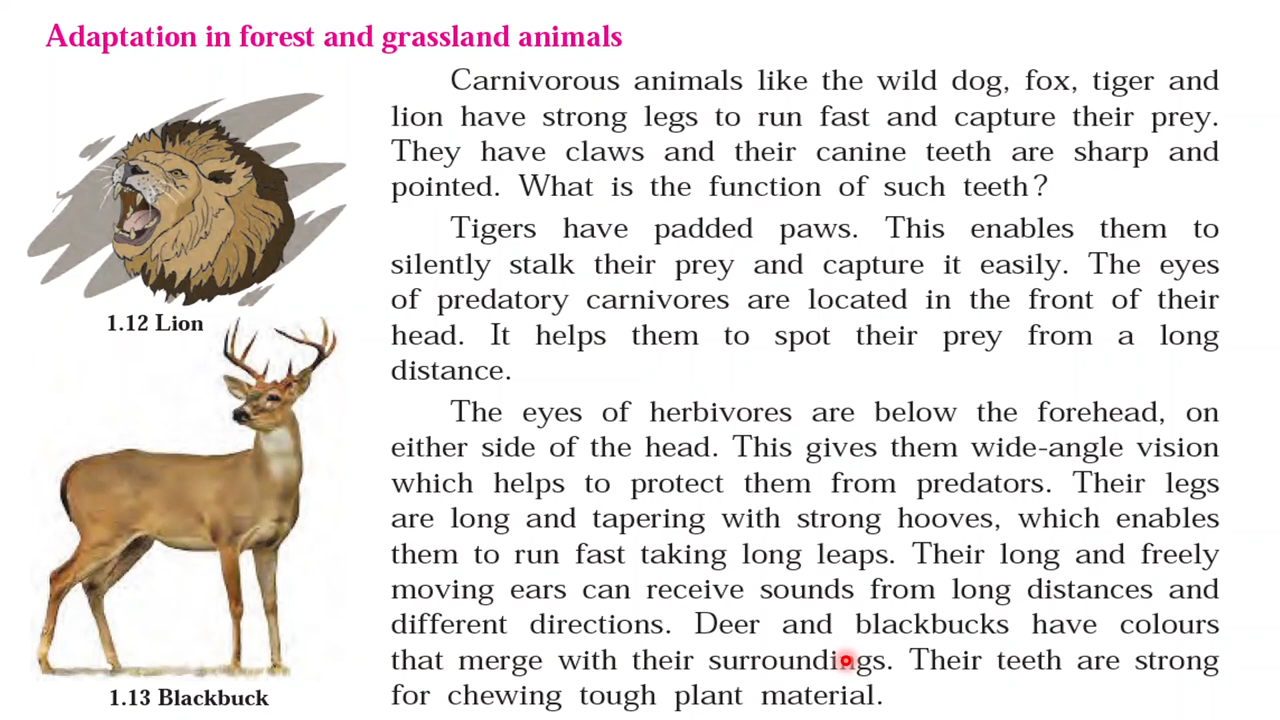 Adaptation in forest and grassland animals
Carnivorous animals like the wild dog, fox, tiger and
lion have strong legs to run fast and capture their prey.
They have claws and their canine teeth are sharp and
pointed. What is the function of such teeth?
Tigers have padded paws. This enables them to
silently stalk their prey and capture it easily. The eyes
of predatory carnivores are located in the front of their
head. It helps them to spot their prey from a long
distance.
1.12 Lion
The eyes of herbivores are below the forehead, on
either side of the head. This gives them wide-angle vision
which helps to protect them from predators. Their legs
are long and tapering with strong hooves, which enables
them to run fast taking long leaps. Their long and freely
moving ears can receive sounds from long distances and
different directions. Deer and blackbucks have colours
that merge with their surroundings. Their teeth are strong
for chewing tough plant material.
1.13 Blackbuck